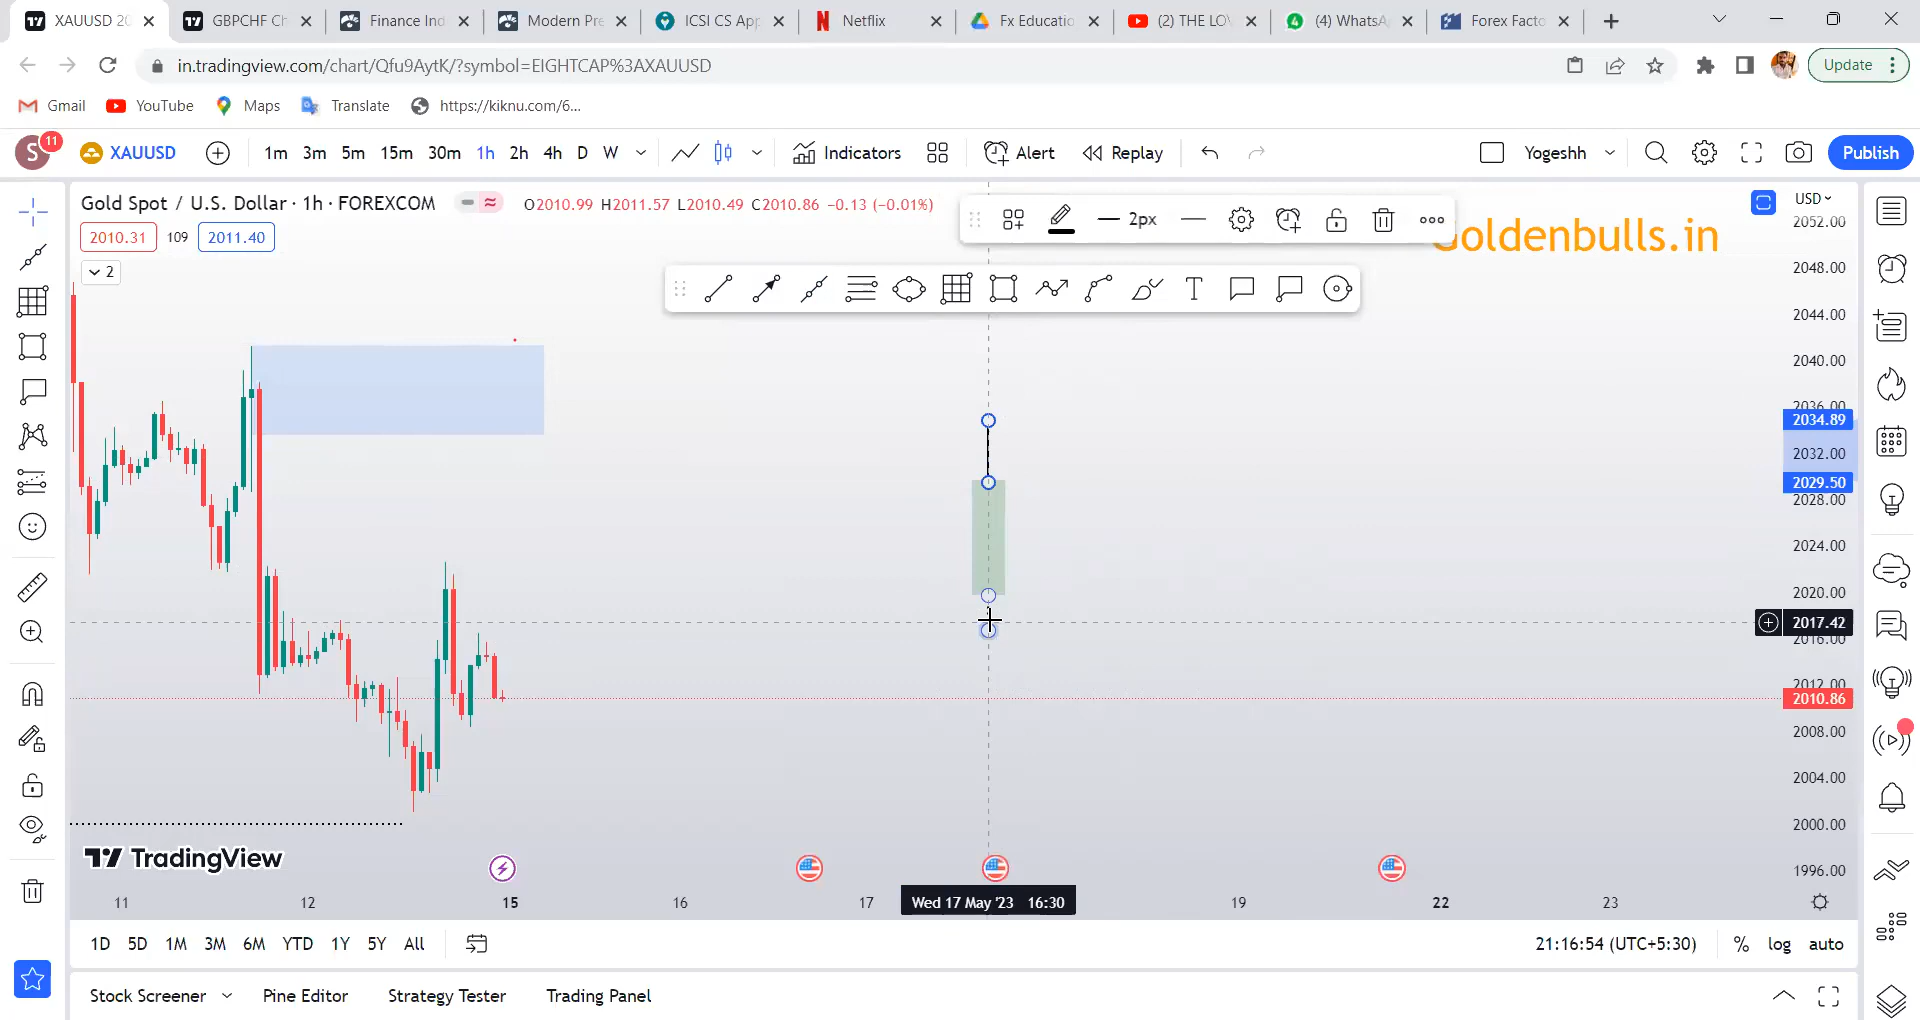 XAUUSD 20
GBPCHF Ch
Finance Ind
Modern Pre
ICSI CS App
Netflix
Fx Educatio
(2) THE LOV
(4) WhatsA
Forex Facto
in.tradingview.com/chart/Qfu9AytK/?symbol=EIGHTCAP%3AXAUUSD
Update
Gmail
YouTube
Maps
Translate
https://kiknu.com/6...
S
11
XAUUSD
1m 3m 5m 15m 30m 1h 2h 4h D W
Indicators
Alert
Replay
Yogeshh
Publish
Gold Spot / U.S. Dollar · 1h · FOREXCOM
O2010.99 H2011.57 L2010.49 C2010.86 −0.13 (−0.01%)
2010.31 109 2011.40
2
2px
T
oldenbulls.in
USD
2052.00
2048.00
2044.00
2040.00
2036.00
2034.89
2032.00
2029.50
2028.00
2024.00
2020.00
2017.42
2016.00
2012.00
2010.86
2008.00
2004.00
2000.00
1996.00
TradingView
11 12 15 16 17 Wed 17 May '23 16:30 19 22 23
1D 5D 1M 3M 6M YTD 1Y 5Y All
21:16:54 (UTC+5:30)
% log auto
Stock Screener
Pine Editor
Strategy Tester
Trading Panel